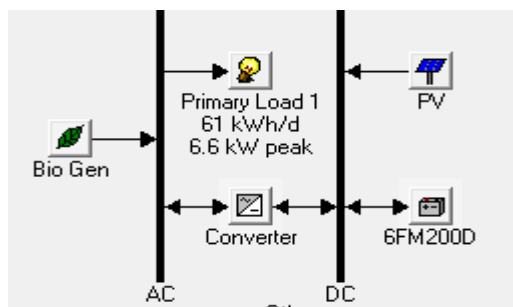 Primary Load 1
61 kWh/d
6.6 kW peak
PV
Bio Gen
Converter
6FM200D
AC
DC